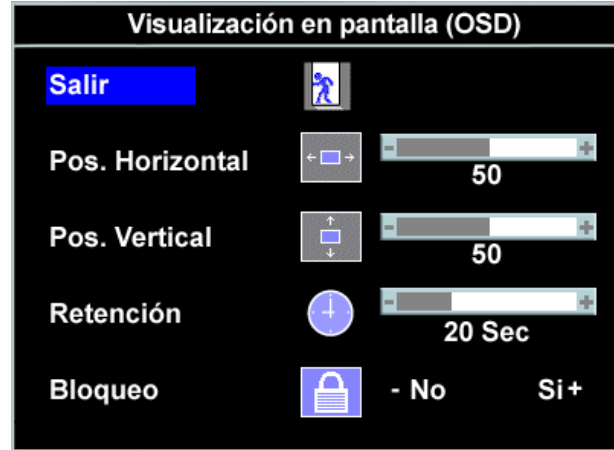 Visualización en pantalla (OSD)
Salir
Pos. Horizontal - +
50
Pos. Vertical - +
50
Retención - +
20 Sec
Bloqueo - No Si+